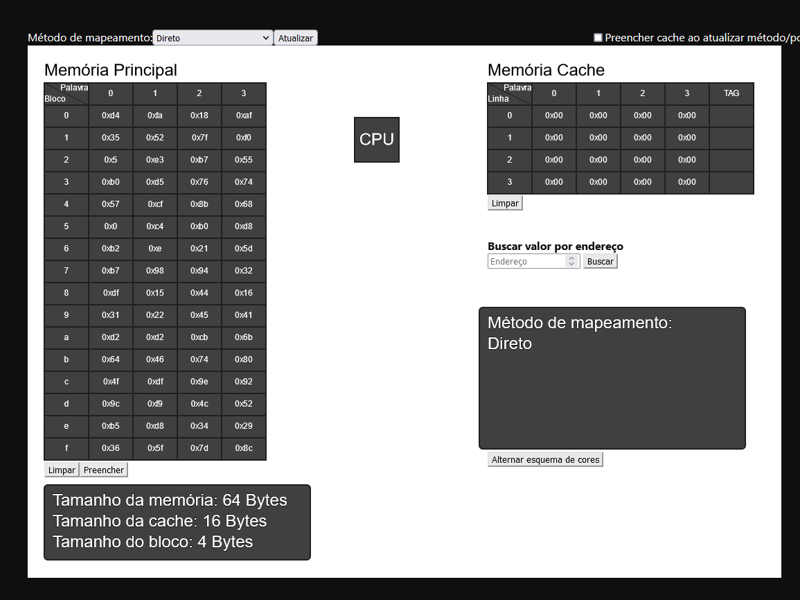 Método de mapeamento: Direto Atualizar
Preencher cache ao atualizar método/po
Memória Principal
Palavra Bloco 0 1 2 3
0 0xd4 0xfa 0x18 0xaf
1 0x35 0x52 0x7f 0xf0
2 0x5 0xe3 0xb7 0x55
3 0xb0 0xd5 0x76 0x74
4 0x57 0xcf 0x8b 0x68
5 0x0 0xc4 0xb0 0xd8
6 0xb2 0xe 0x21 0x5d
7 0xb7 0x98 0x94 0x32
8 0xdf 0x15 0x44 0x16
9 0x31 0x22 0x45 0x41
a 0xd2 0xd2 0xcb 0x6b
b 0x64 0x46 0x74 0x80
c 0x4f 0xdf 0x9e 0x92
d 0x9c 0xf9 0x4c 0x52
e 0xb5 0xd8 0x34 0x29
f 0x36 0x5f 0x7d 0x8c
Limpar Preencher
Tamanho da memória: 64 Bytes
Tamanho da cache: 16 Bytes
Tamanho do bloco: 4 Bytes
CPU
Memória Cache
Palavra Linha 0 1 2 3 TAG
0 0x00 0x00 0x00 0x00
1 0x00 0x00 0x00 0x00
2 0x00 0x00 0x00 0x00
3 0x00 0x00 0x00 0x00
Limpar
Buscar valor por endereço
Endereço Buscar
Método de mapeamento:
Direto
Alternar esquema de cores